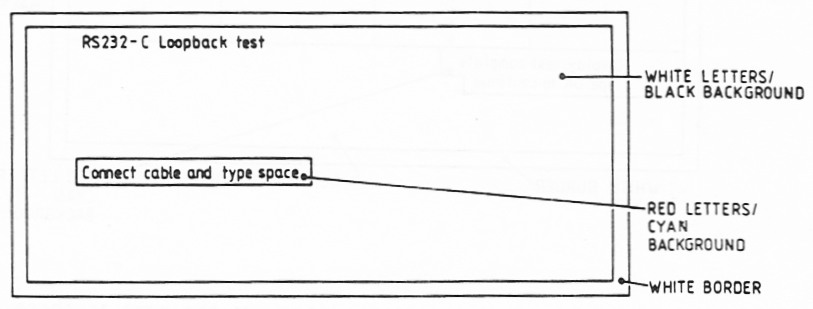 RS232-C Loopback test
WHITE LETTERS/
BLACK BACKGROUND
Connect cable and type space
RED LETTERS/
CYAN
BACKGROUND
WHITE BORDER